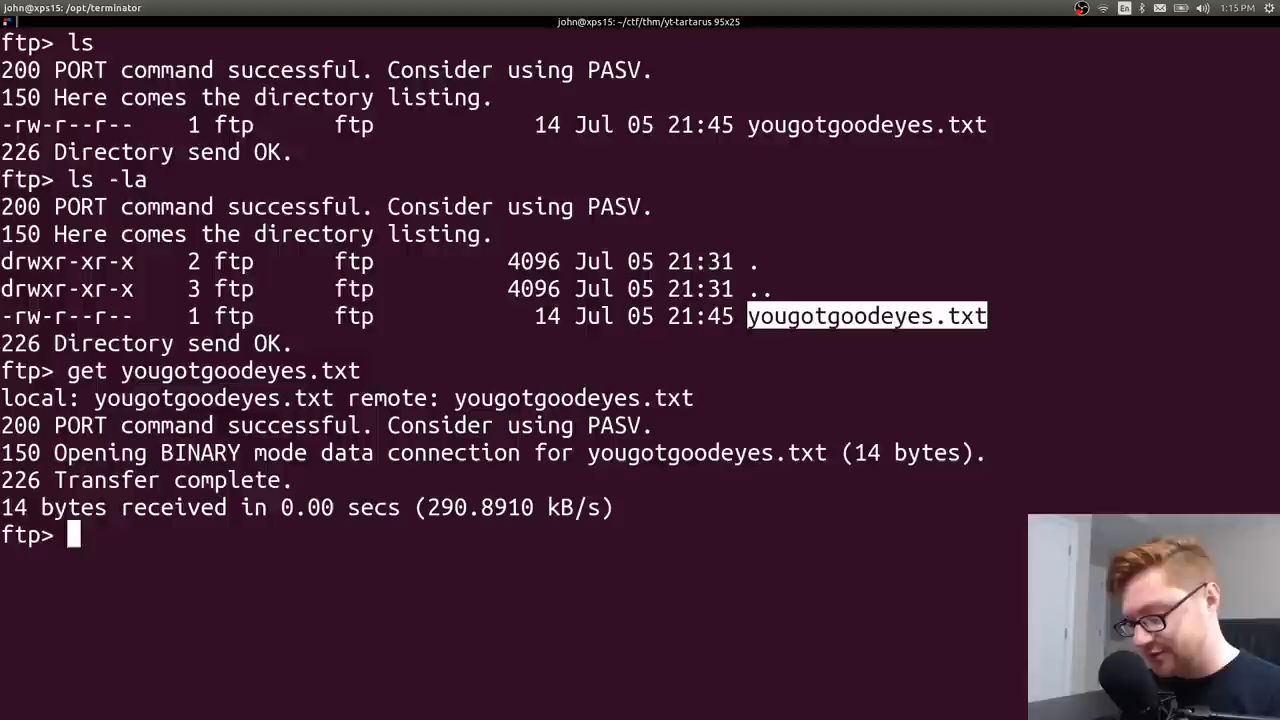 john@xps15: /opt/terminator
En
1:15 PM
john@xps15: ~/ctf/thm/yt-tartarus 95x25
ftp> ls
200 PORT command successful. Consider using PASV.
150 Here comes the directory listing.
-rw-r--r-- 1 ftp ftp 14 Jul 05 21:45 yougotgoodeyes.txt
226 Directory send OK.
ftp> ls -la
200 PORT command successful. Consider using PASV.
150 Here comes the directory listing.
drwxr-xr-x 2 ftp ftp 4096 Jul 05 21:31 .
drwxr-xr-x 3 ftp ftp 4096 Jul 05 21:31 ..
-rw-r--r-- 1 ftp ftp 14 Jul 05 21:45 yougotgoodeyes.txt
226 Directory send OK.
ftp> get yougotgoodeyes.txt
local: yougotgoodeyes.txt remote: yougotgoodeyes.txt
200 PORT command successful. Consider using PASV.
150 Opening BINARY mode data connection for yougotgoodeyes.txt (14 bytes).
226 Transfer complete.
14 bytes received in 0.00 secs (290.8910 kB/s)
ftp>